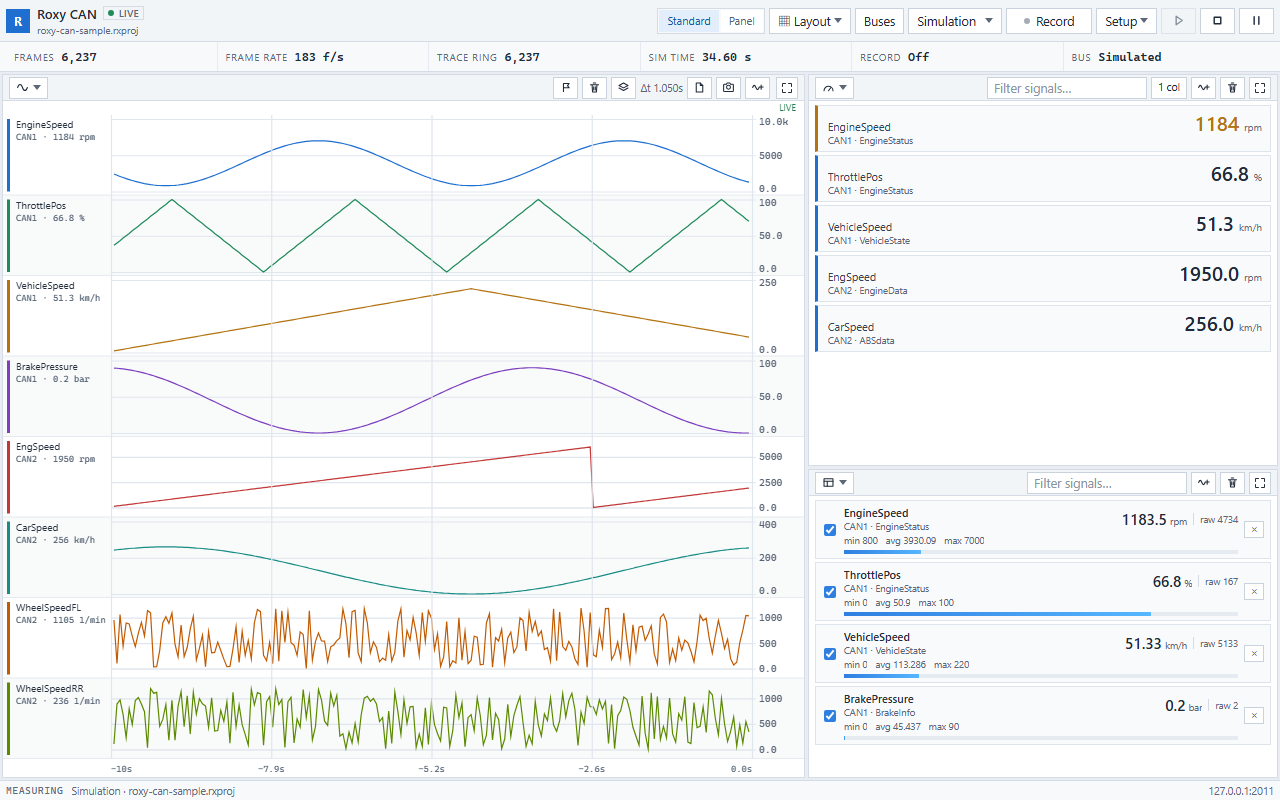 R
Roxy CAN
LIVE
roxy-can-sample.rxproj
Standard
Panel
Layout
Buses
Simulation
Record
Setup
FRAMES 6,237
FRAME RATE 183 f/s
TRACE RING 6,237
SIM TIME 34.60 s
RECORD Off
BUS Simulated
Δt 1.050s
LIVE
EngineSpeed
CAN1 · 1184 rpm
10.0k
5000
0.0
ThrottlePos
CAN1 · 66.8 %
100
50.0
0.0
VehicleSpeed
CAN1 · 51.3 km/h
250
0.0
BrakePressure
CAN1 · 0.2 bar
100
50.0
0.0
EngSpeed
CAN2 · 1950 rpm
5000
2500
0.0
CarSpeed
CAN2 · 256 km/h
400
200
0.0
WheelSpeedFL
CAN2 · 1105 1/min
1000
500
0.0
WheelSpeedRR
CAN2 · 236 1/min
1000
500
0.0
-10s
-7.9s
-5.2s
-2.6s
0.0s
Filter signals...
1 col
EngineSpeed
CAN1 · EngineStatus
1184 rpm
ThrottlePos
CAN1 · EngineStatus
66.8 %
VehicleSpeed
CAN1 · VehicleState
51.3 km/h
EngSpeed
CAN2 · EngineData
1950.0 rpm
CarSpeed
CAN2 · ABSdata
256.0 km/h
Filter signals...
EngineSpeed
CAN1 · EngineStatus
min 800 avg 3930.09 max 7000
1183.5 rpm
raw 4734
×
ThrottlePos
CAN1 · EngineStatus
min 0 avg 50.9 max 100
66.8 %
raw 167
×
VehicleSpeed
CAN1 · VehicleState
min 0 avg 113.286 max 220
51.33 km/h
raw 5133
×
BrakePressure
CAN1 · BrakeInfo
min 0 avg 45.437 max 90
0.2 bar
raw 2
×
MEASURING
Simulation · roxy-can-sample.rxproj
127.0.0.1:2011